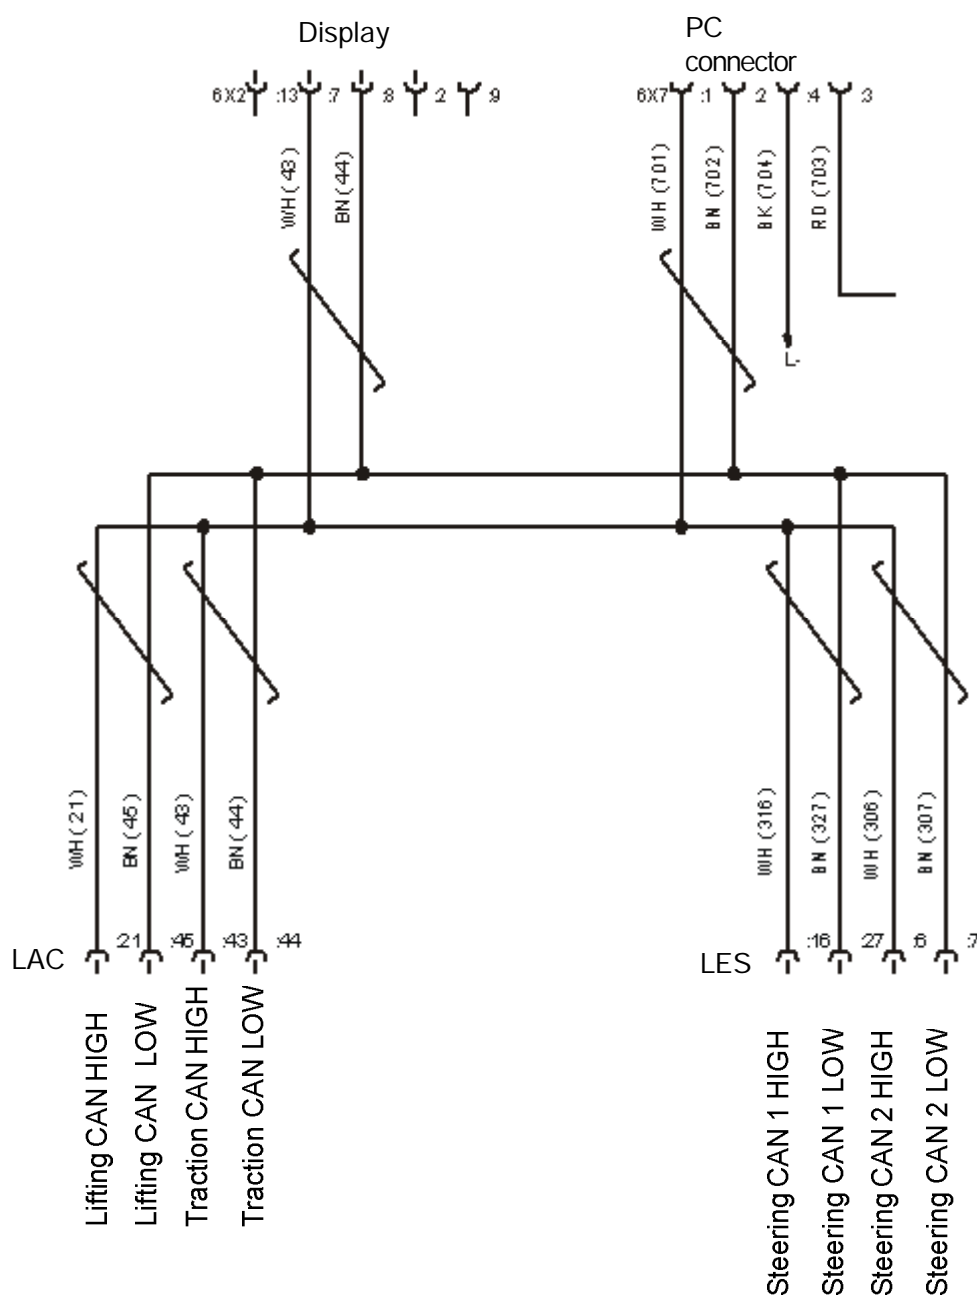 Display
PC
connector
6X2 :13 :7 :8 :2 :9
6X7 :1 :2 :4 :3
WH (43)
BN (44)
WH (701)
BN (702)
BK (704)
RD (703)
L-
WH (21)
BN (45)
WH (43)
BN (44)
WH (316)
BN (327)
WH (306)
BN (307)
LAC :21 :45 :43 :44
LES :16 :27 :6 :7
Lifting CAN HIGH
Lifting CAN LOW
Traction CAN HIGH
Traction CAN LOW
Steering CAN 1 HIGH
Steering CAN 1 LOW
Steering CAN 2 HIGH
Steering CAN 2 LOW